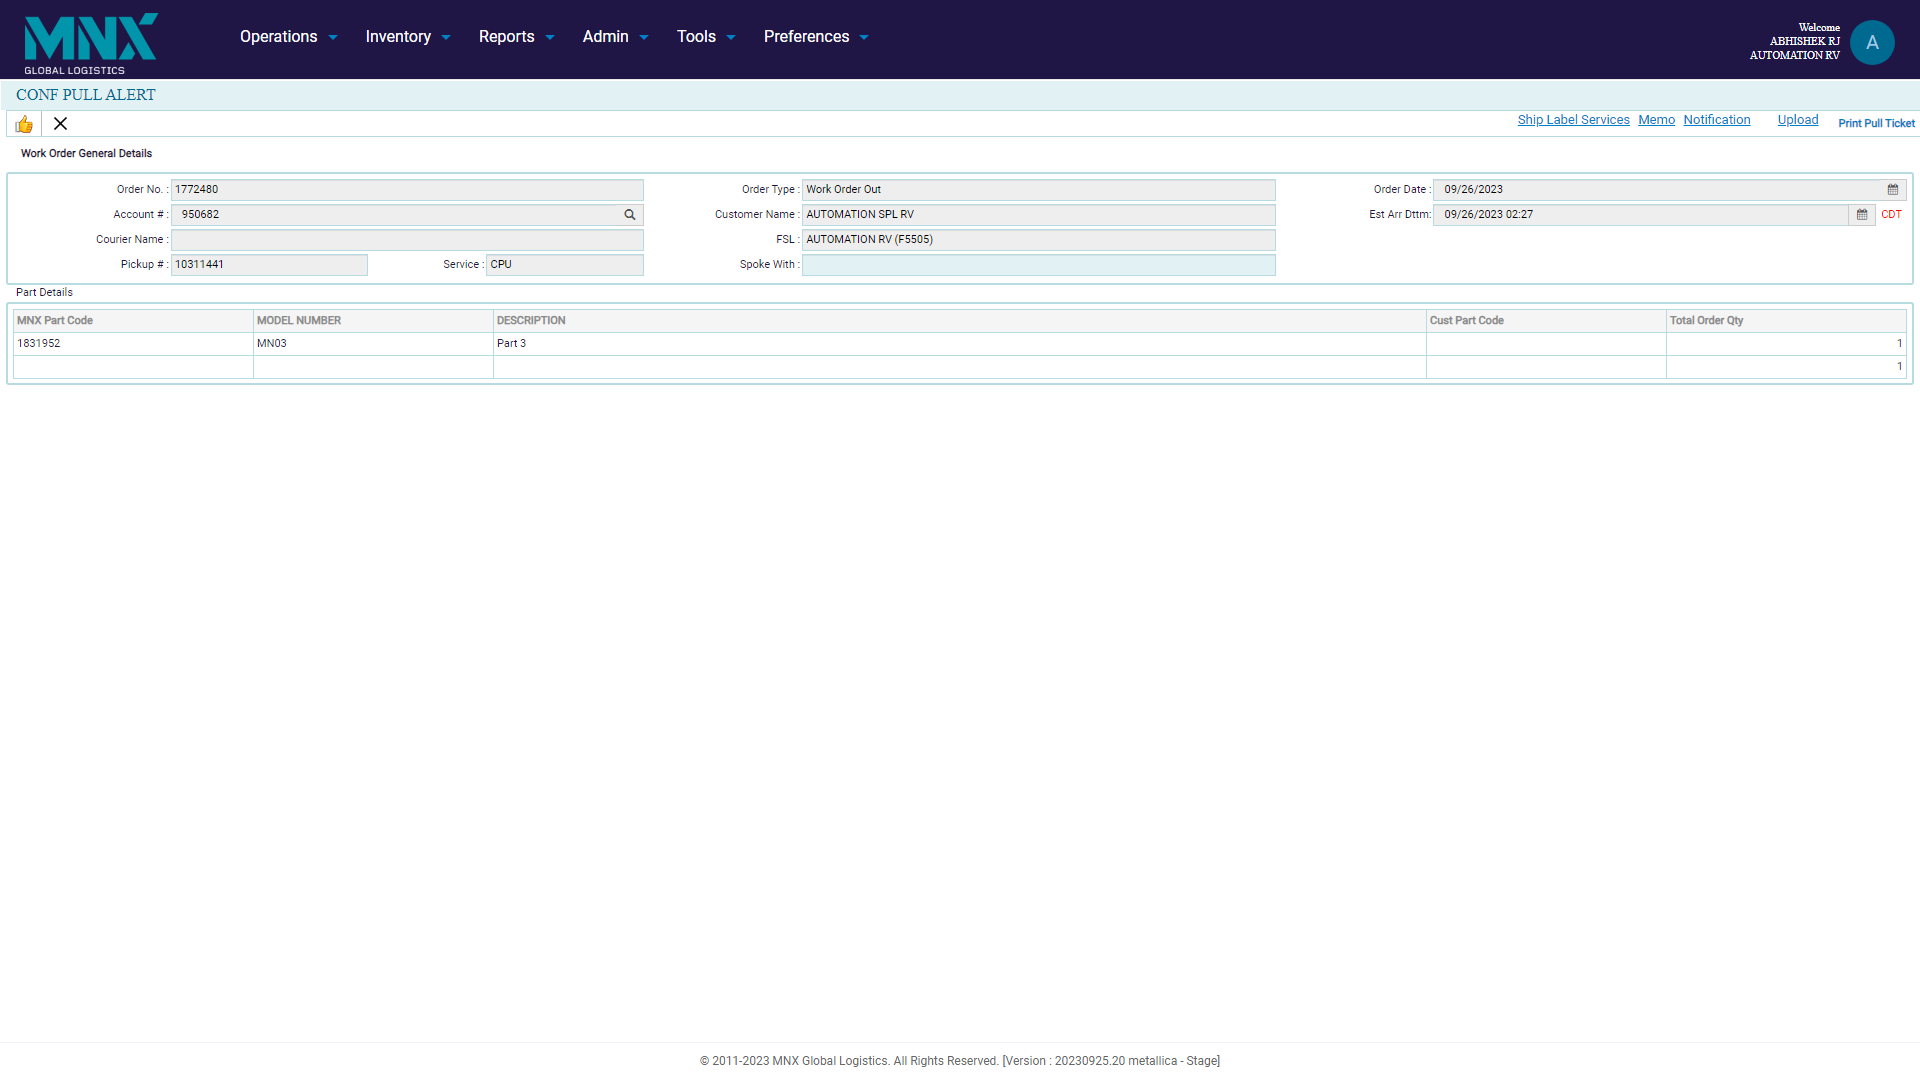 MNX
GLOBAL LOGISTICS
Operations Inventory Reports Admin Tools Preferences
Welcome
ABHISHEK RJ
AUTOMATION RV
A
CONF PULL ALERT
Ship Label Services Memo Notification Upload Print Pull Ticket
Work Order General Details
Order No. : 1772480 Order Type : Work Order Out Order Date : 09/26/2023
Account # : 950682 Customer Name : AUTOMATION SPL RV Est Arr Dttm: 09/26/2023 02:27 CDT
Courier Name : FSL : AUTOMATION RV (F5505)
Pickup # : 10311441 Service : CPU Spoke With :
Part Details
MNX Part Code MODEL NUMBER DESCRIPTION Cust Part Code Total Order Qty
1831952 MN03 Part 3 1
1
© 2011-2023 MNX Global Logistics. All Rights Reserved. [Version : 20230925.20 metallica - Stage]